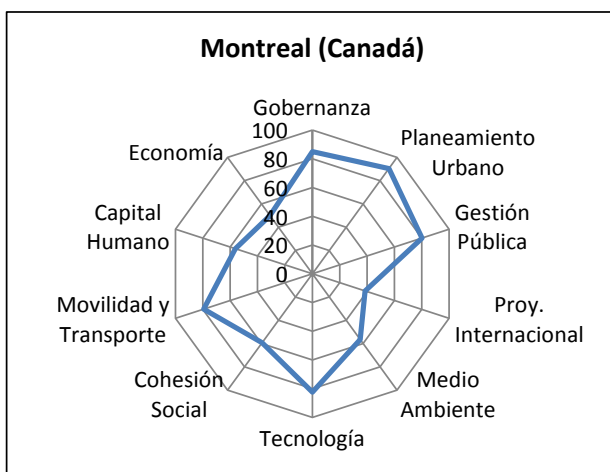 Montreal (Canadá)
Gobernanza
Planeamiento
Urbano
Gestión
Pública
Proy.
Internacional
Medio
Ambiente
Tecnología
Cohesión
Social
Movilidad y
Transporte
Capital
Humano
Economía
100
80
60
40
20
0